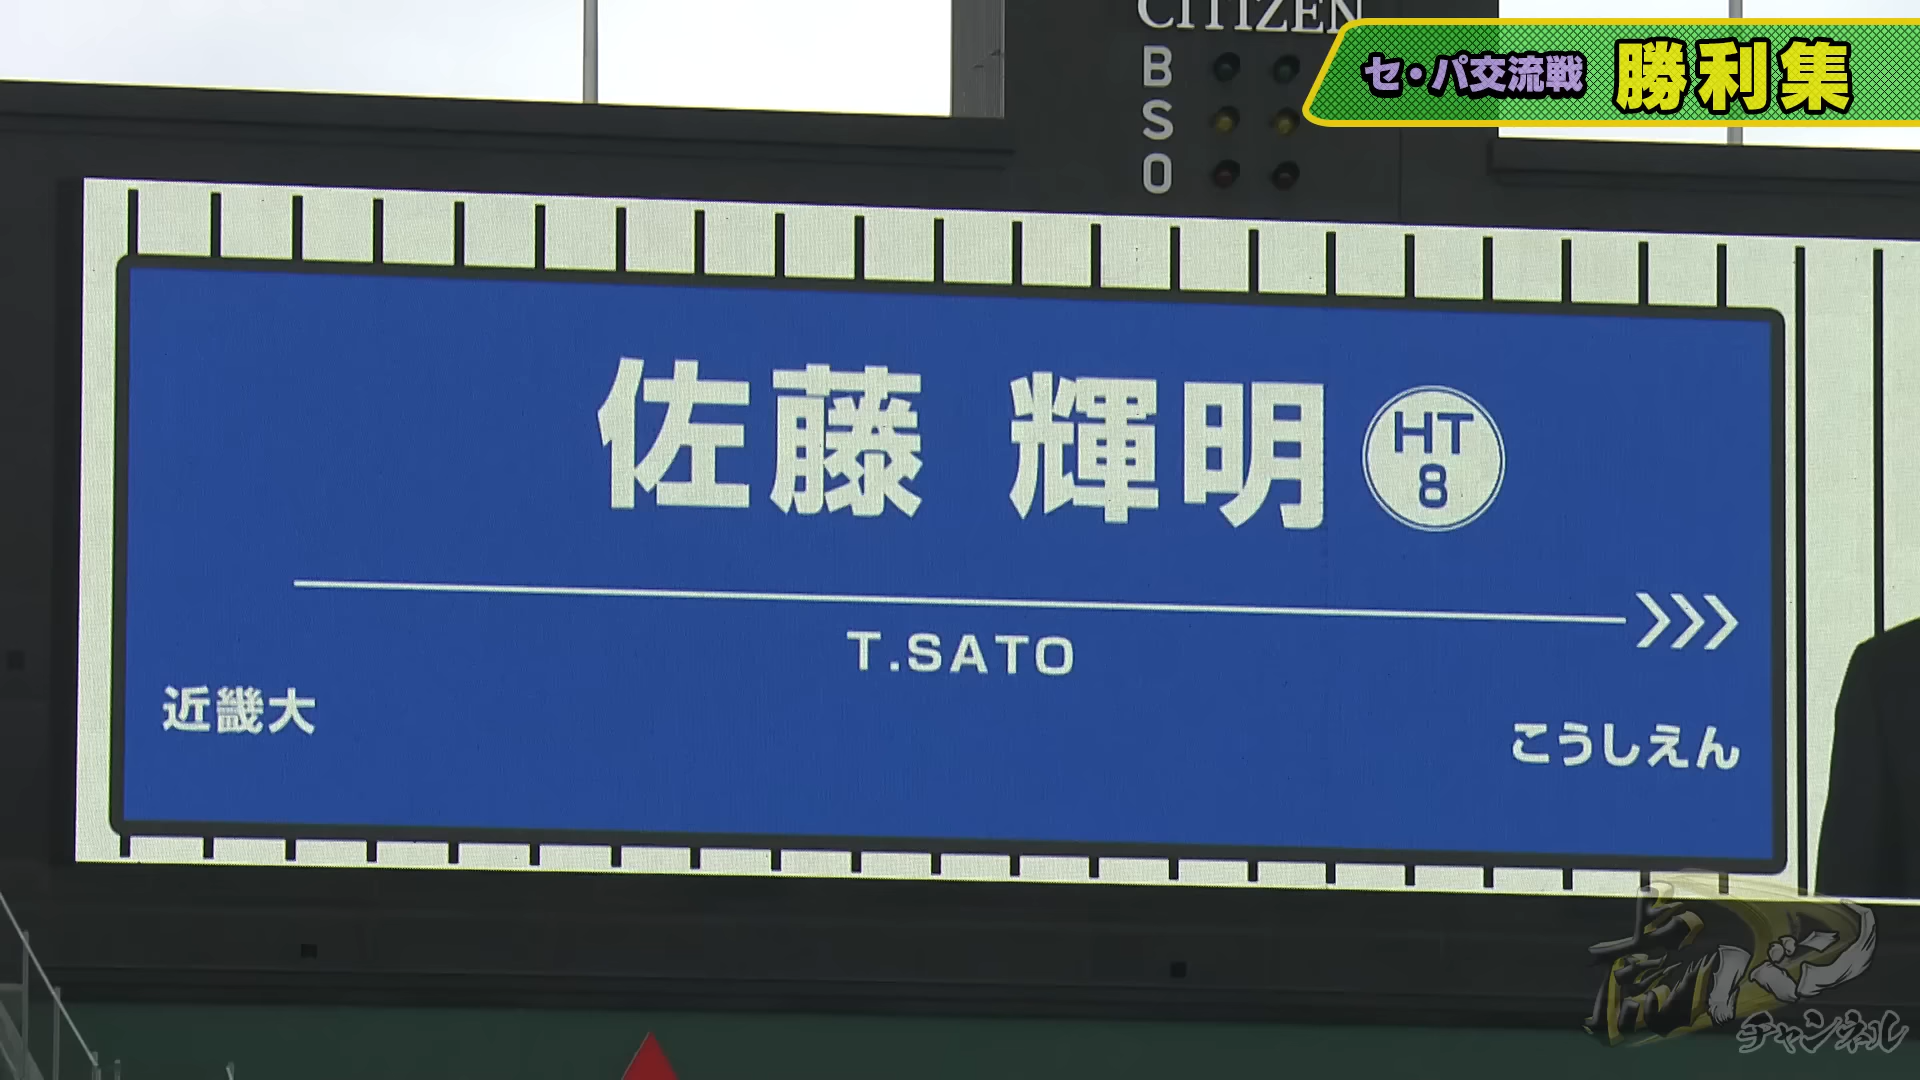 CITIZEN
B
S
O
セ・パ交流戦 勝利集
佐藤 輝明
HT
8
T.SATO
近畿大
こうしえん
虎バン
チャンネル